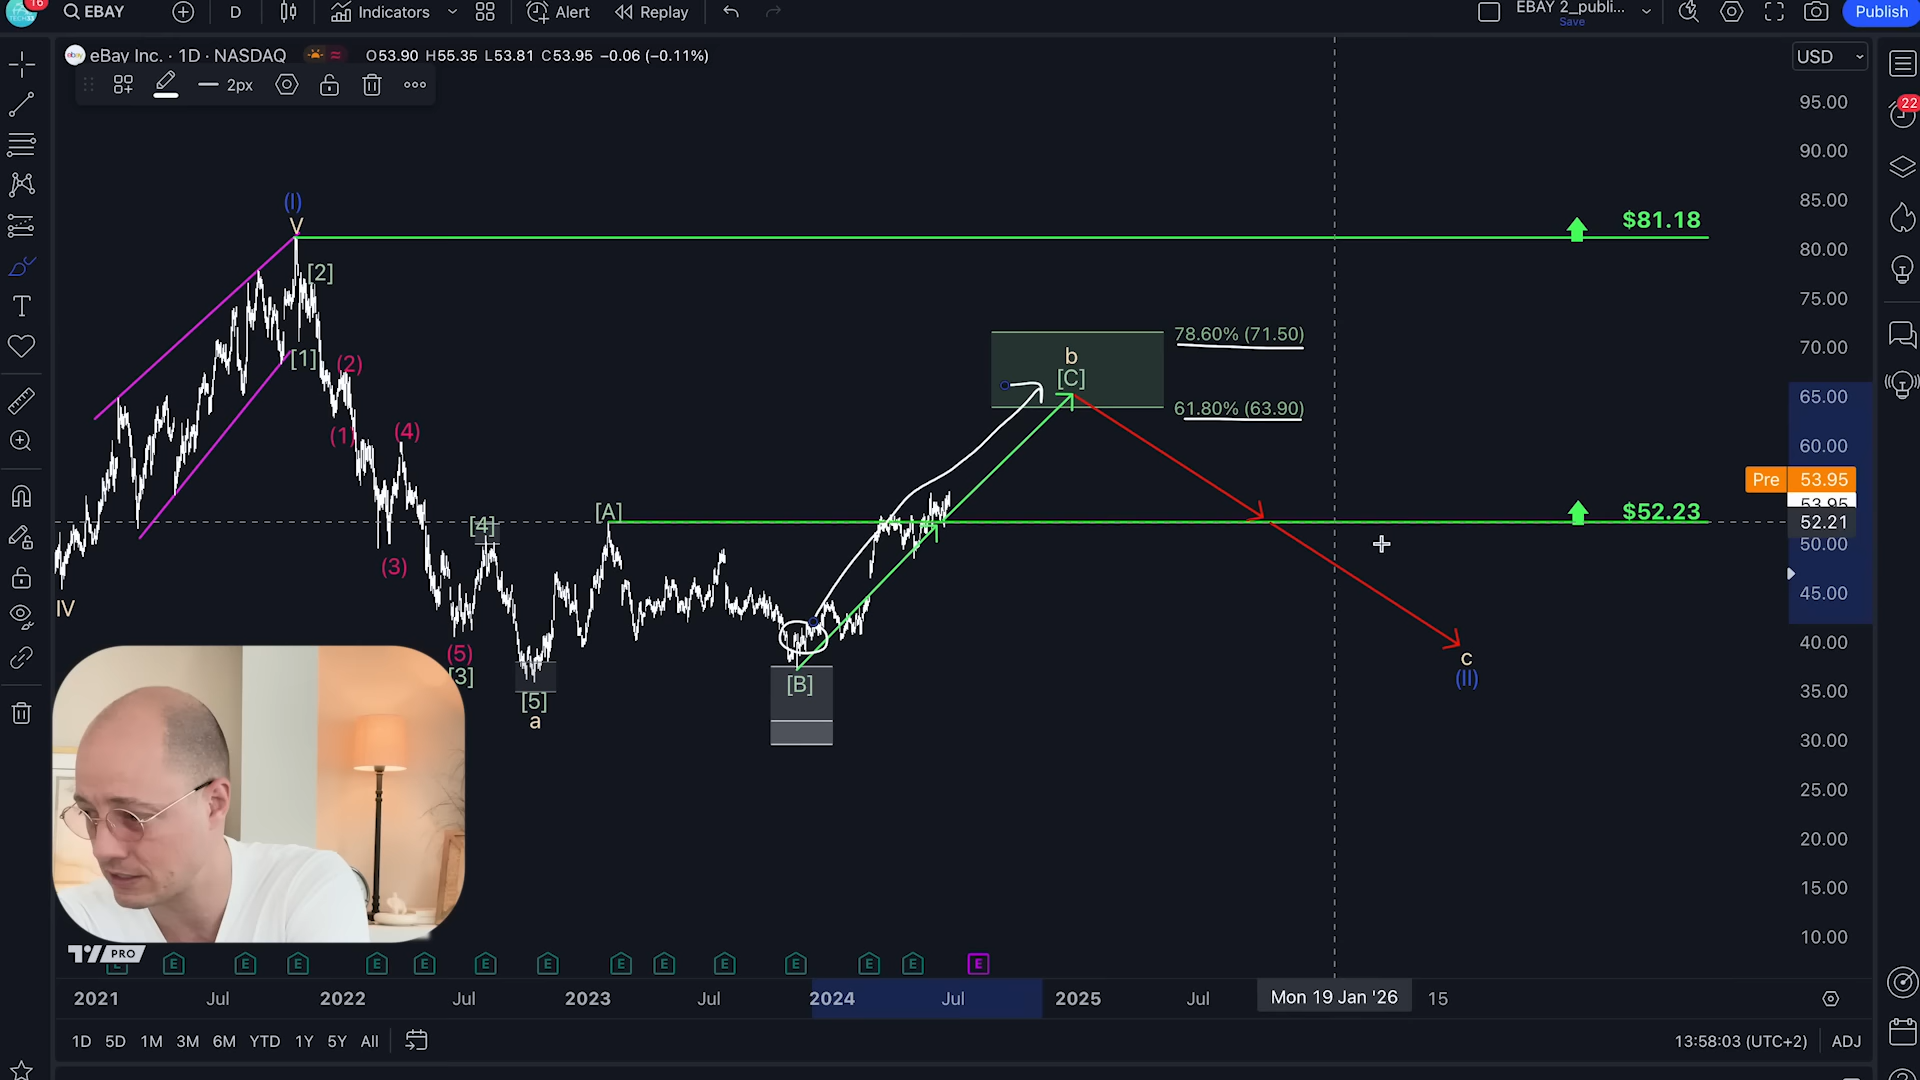 16
EBAY
D
Indicators
Alert
Replay
EBAY 2_publi...
Save
Publish
eBay Inc. · 1D · NASDAQ
O53.90 H55.35 L53.81 C53.95 −0.06 (−0.11%)
USD
2px
22
95.00
90.00
85.00
80.00
75.00
70.00
65.00
60.00
Pre 53.95
53.95
52.21
50.00
45.00
40.00
35.00
30.00
25.00
20.00
15.00
10.00
(I)
V
$81.18
[2]
[1]
(2)
(1)
(4)
(3)
78.60% (71.50)
b
[C]
61.80% (63.90)
[4]
[A]
$52.23
IV
(5)
[3]
[5]
a
[B]
c
(II)
PRO
E
E
E
E
E
E
E
E
E
E
E
E
E
E
2021
Jul
2022
Jul
2023
Jul
2024
Jul
2025
Jul
Mon 19 Jan '26
15
1D
5D
1M
3M
6M
YTD
1Y
5Y
All
13:58:03 (UTC+2)
ADJ